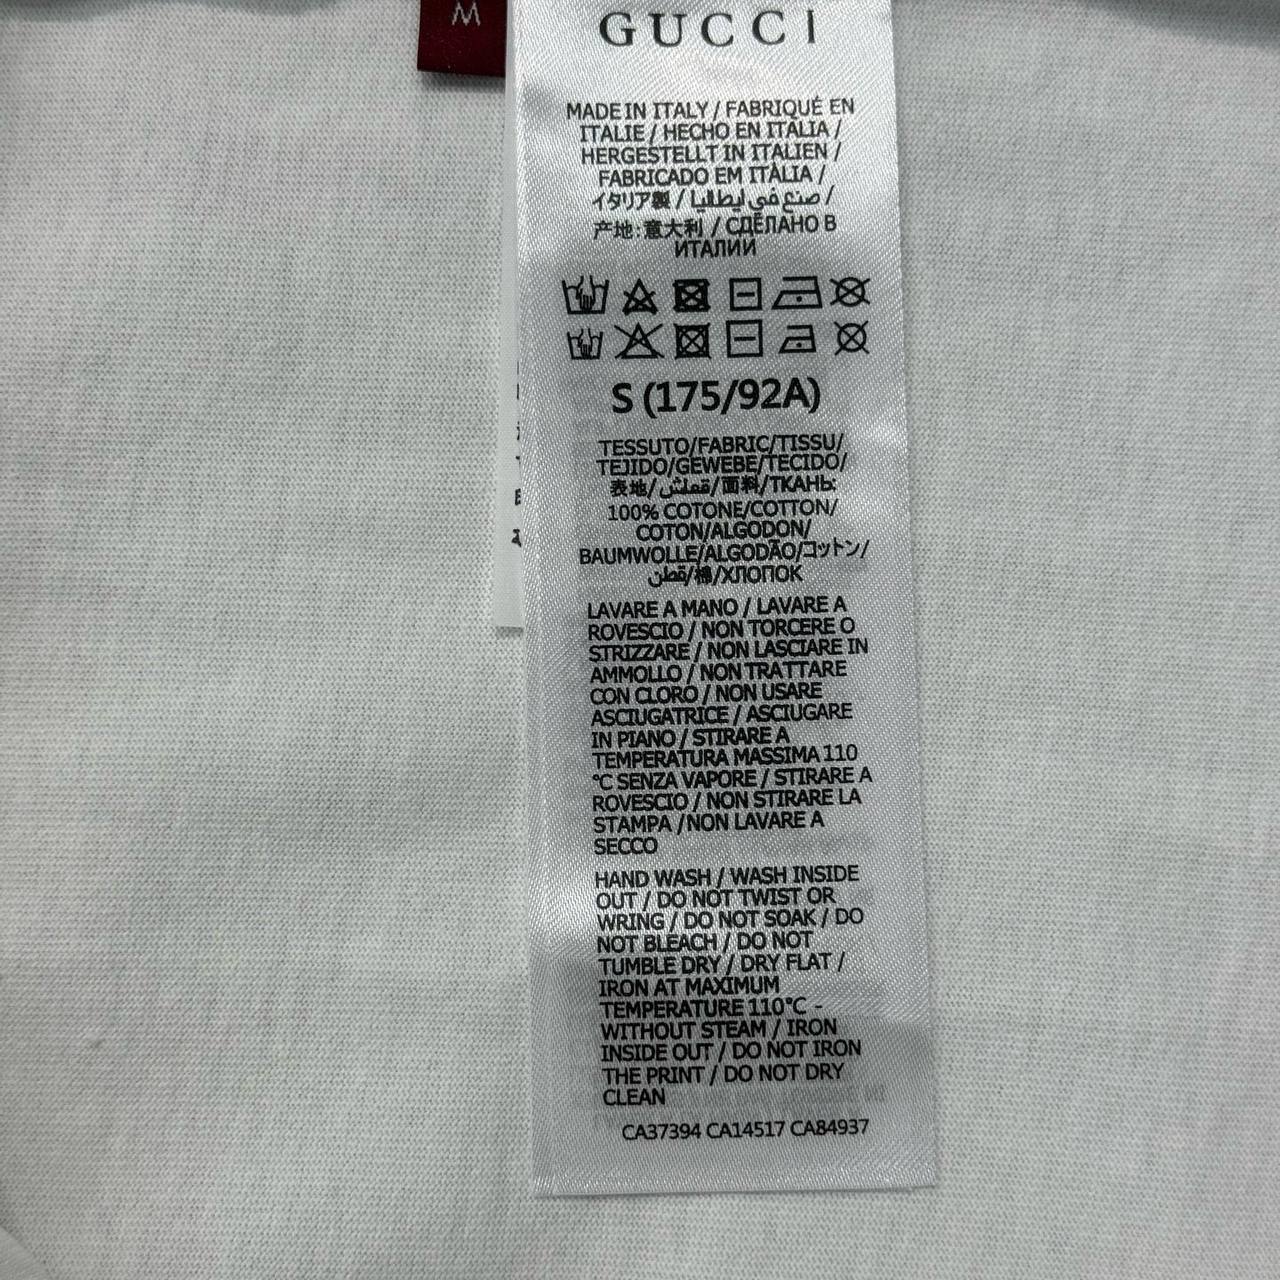 M
GUCCI
MADE IN ITALY / FABRIQUÉ EN
ITALIE / HECHO EN ITALIA /
HERGESTELLT IN ITALIEN /
FABRICADO EM ITÀLIA /
イタリア製 / صنع في إيطاليا /
产地:意大利 / СДЕЛАНО В
ИТАЛИИ
S (175/92A)
TESSUTO/FABRIC/TISSU/
TEJIDO/GEWEBE/TECIDO/
表地/قماش/面料/ТКАНЬ:
100% COTONE/COTTON/
COTON/ALGODON/
BAUMWOLLE/ALGODÃO/コットン/
قطن/棉/ХЛОПОК
LAVARE A MANO / LAVARE A
ROVESCIO / NON TORCERE O
STRIZZARE / NON LASCIARE IN
AMMOLLO / NON TRATTARE
CON CLORO / NON USARE
ASCIUGATRICE / ASCIUGARE
IN PIANO / STIRARE A
TEMPERATURA MASSIMA 110
°C SENZA VAPORE / STIRARE A
ROVESCIO / NON STIRARE LA
STAMPA /NON LAVARE A
SECCO
HAND WASH / WASH INSIDE
OUT / DO NOT TWIST OR
WRING / DO NOT SOAK / DO
NOT BLEACH / DO NOT
TUMBLE DRY / DRY FLAT /
IRON AT MAXIMUM
TEMPERATURE 110°C -
WITHOUT STEAM / IRON
INSIDE OUT / DO NOT IRON
THE PRINT / DO NOT DRY
CLEAN
CA37394 CA14517 CA84937